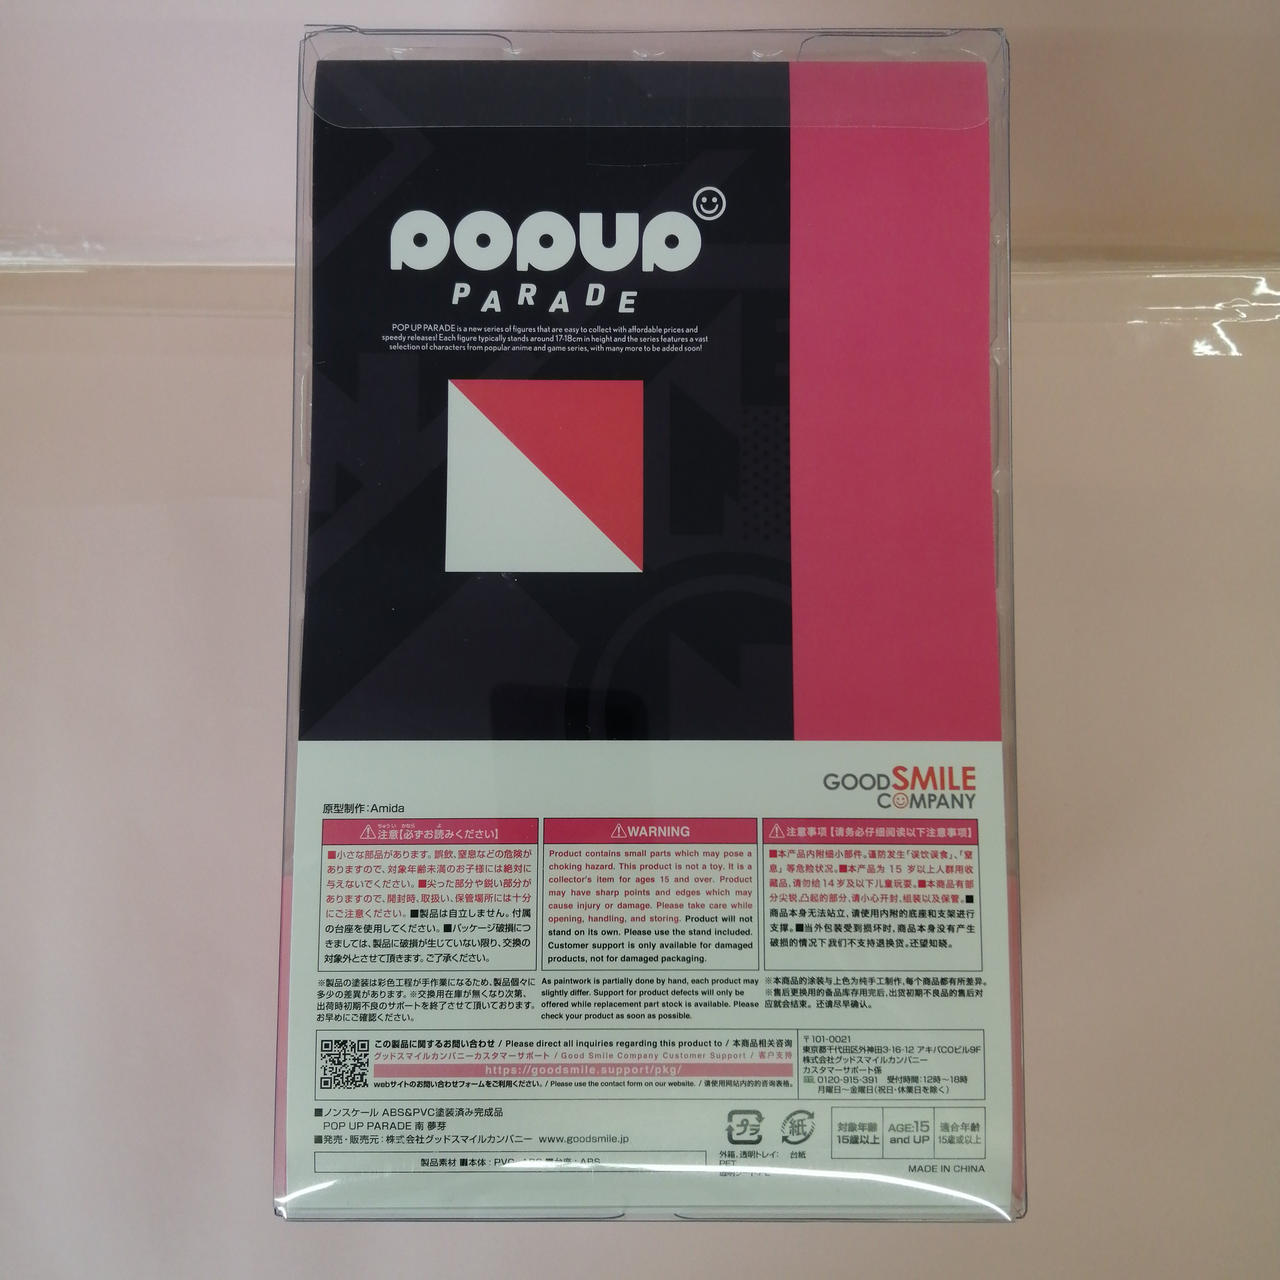 POPUP
PARADE
POP UP PARADE is a new series of figures that are easy to collect with affordable prices and
speedy releases! Each figure typically stands around 17-18cm in height and the series features a vast
selection of characters from popular anime and game series, with many more to be added soon!
GOODSMILE
COMPANY
原型制作：Amida
ちゅうい かなら よ
注意【必ずお読みください】
■小さな部品があります。誤飲、窒息などの危険が
ありますので、対象年齢未満のお子様には絶対に
与えないでください。■尖った部分や鋭い部分が
ありますので、開封時、取扱い、保管場所には十分
にご注意ください。■製品は自立しません。付属
の台座を使用してください。■パッケージ破損につ
きましては、製品に破損が生じていない限り、交換の
対象外とさせて頂きます。ご了承ください。
WARNING
Product contains small parts which may pose a
choking hazard. This product is not a toy. It is a
collector's item for ages 15 and over. Product
may have sharp points and edges which may
cause injury or damage. Please take care while
opening, handling, and storing. Product will not
stand on its own. Please use the stand included.
Customer support is only available for damaged
products, not for damaged packaging.
注意事项【请务必仔细阅读以下注意事项】
■本产品内附细小部件。谨防发生「误饮误食」、「窒
息」等危险状况。■本产品为 15 岁以上人群用收
藏品，请勿给14岁及以下儿童玩耍。■本商品有部
分尖锐、凸起的部分，请小心开封、组装以及保管。■
商品本身无法站立，请使用内附的底座和支架进行
支撑。■当外包装受到损坏时，商品本身没有产生
破损的情况下我们不支持退换货。还望知晓。
※製品の塗装は彩色工程が手作業になるため、製品個々に
多少の差異があります。※交換用在庫が無くなり次第、
出荷時初期不良のサポートを終了させて頂いております。
お早めにご確認ください。
As paintwork is partially done by hand, each product may
slightly differ. Support for product defects will only be
offered while replacement part stock is available. Please
check your product as soon as possible.
※本商品的涂装与上色为纯手工制作，每个商品都有所差异。
※售后更换用的备品库存用完后，出货初期不良品的售后对
应就会结束。 还请尽早确认。
この製品に関するお問い合わせ / Please direct all inquiries regarding this product to / 本商品相关咨询
グッドスマイルカンパニーカスタマーサポート / Good Smile Company Customer Support / 客户支持
https://goodsmile.support/pkg/
webサイトのお問い合わせフォームをご利用ください。/ Please use the contact form on our website. / 请使用网站内的的咨询表格。
〒101-0021
東京都千代田区外神田3-16-12 アキバCOビル9F
株式会社グッドスマイルカンパニー
カスタマーサポート係
0120-915-391 受付時間：12時～18時
月曜日～金曜日(祝日・休業日を除く)
■ノンスケール ABS&PVC塗装済み完成品
POP UP PARADE 南 夢芽
■発売・販売元：株式会社グッドスマイルカンパニー www.goodsmile.jp
製品素材 ■本体：PVC・ABS ■台座：ABS
プラ
外箱、透明トレイ：
PET
紙
台紙
対象年齢
15歳以上
AGE:15
and UP
适合年龄
15歳或以上
MADE IN CHINA